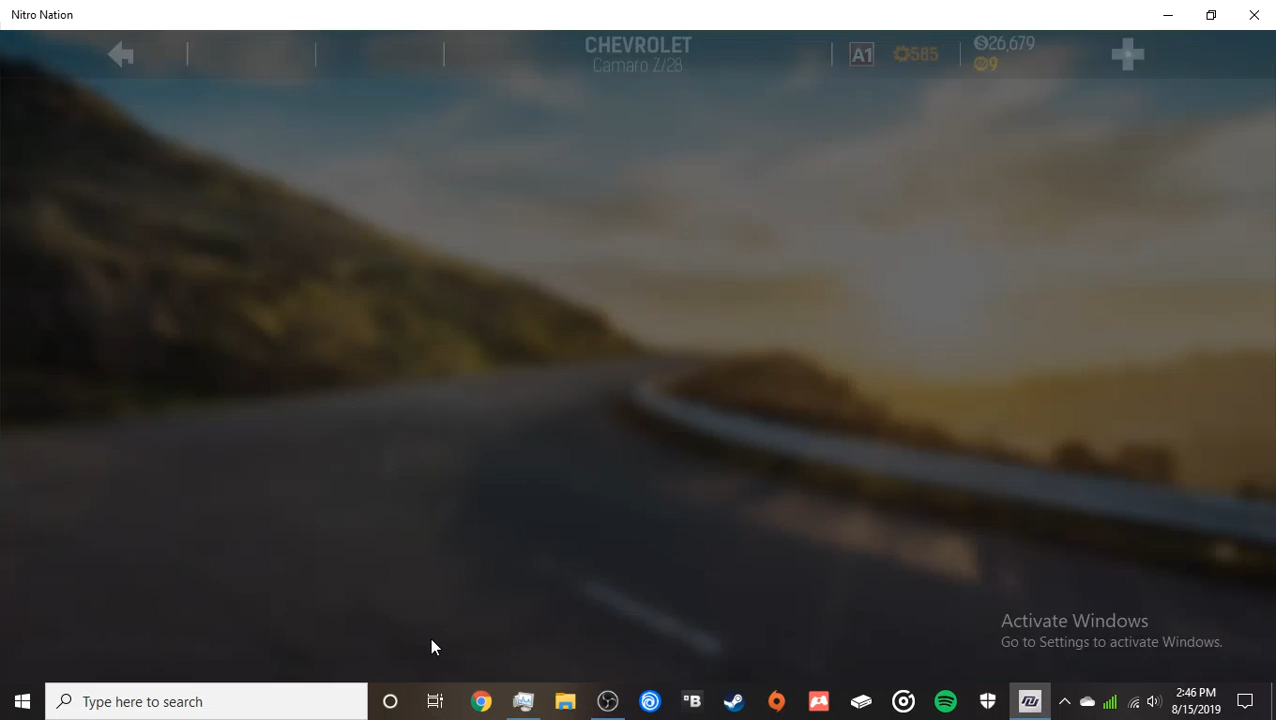 Nitro Nation
CHEVROLET
Camaro Z/28
A1
585
26,679
9
Activate Windows
Go to Settings to activate Windows.
Type here to search
B
2:46 PM
8/15/2019